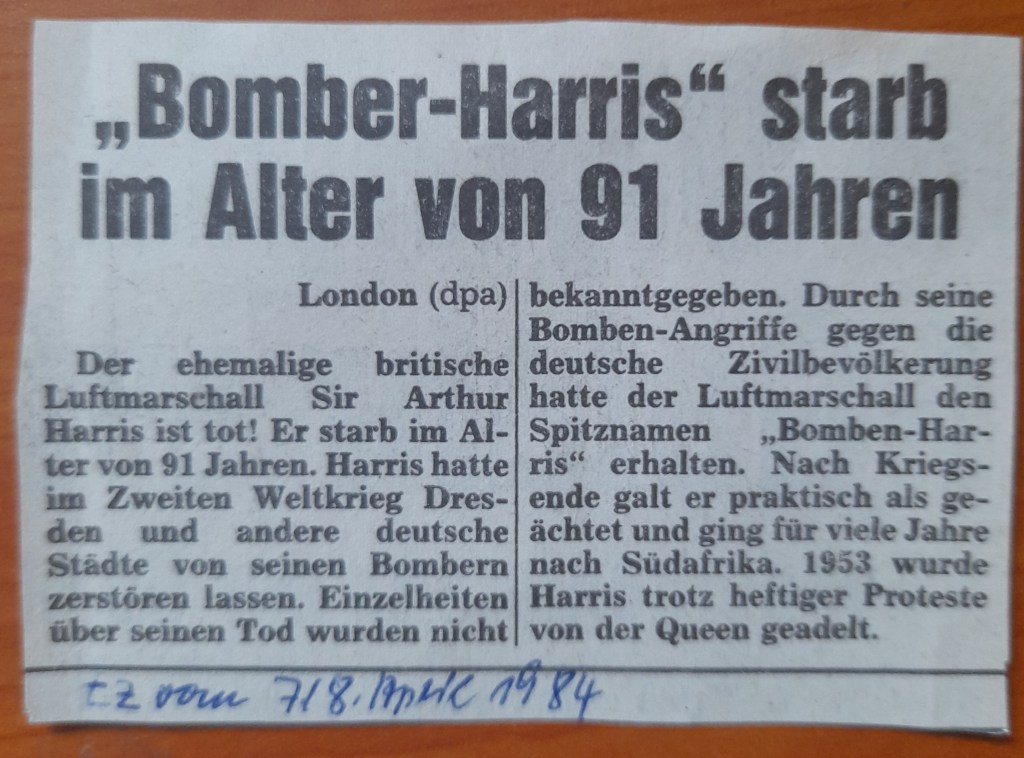 „Bomber-Harris“ starb
im Alter von 91 Jahren
London (dpa)
Der ehemalige britische
Luftmarschall Sir Arthur
Harris ist tot! Er starb im Al-
ter von 91 Jahren. Harris hatte
im Zweiten Weltkrieg Dres-
den und andere deutsche
Städte von seinen Bombern
zerstören lassen. Einzelheiten
über seinen Tod wurden nicht
bekanntgegeben. Durch seine
Bomben-Angriffe gegen die
deutsche Zivilbevölkerung
hatte der Luftmarschall den
Spitznamen „Bomben-Har-
ris“ erhalten. Nach Kriegs-
ende galt er praktisch als ge-
ächtet und ging für viele Jahre
nach Südafrika. 1953 wurde
Harris trotz heftiger Proteste
von der Queen geadelt.
vom 7/8. April 1984